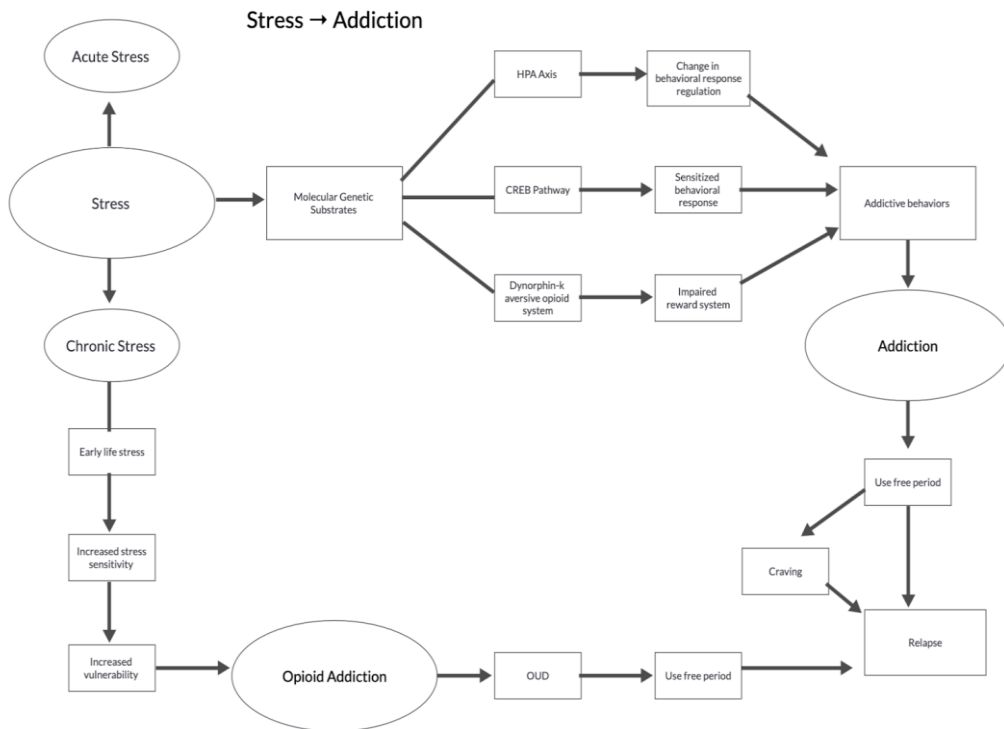 Stress → Addiction
Acute Stress
HPA Axis
Change in
behavioral response
regulation
Stress
Molecular Genetic
Substrates
CREB Pathway
Sensitized
behavioral
response
Addictive behaviors
Dynorphin-k
aversive opioid
system
Impaired
reward system
Chronic Stress
Addiction
Early life stress
Use free period
Increased stress
sensitivity
Craving
Relapse
Increased
vulnerability
Opioid Addiction
OUD
Use free period